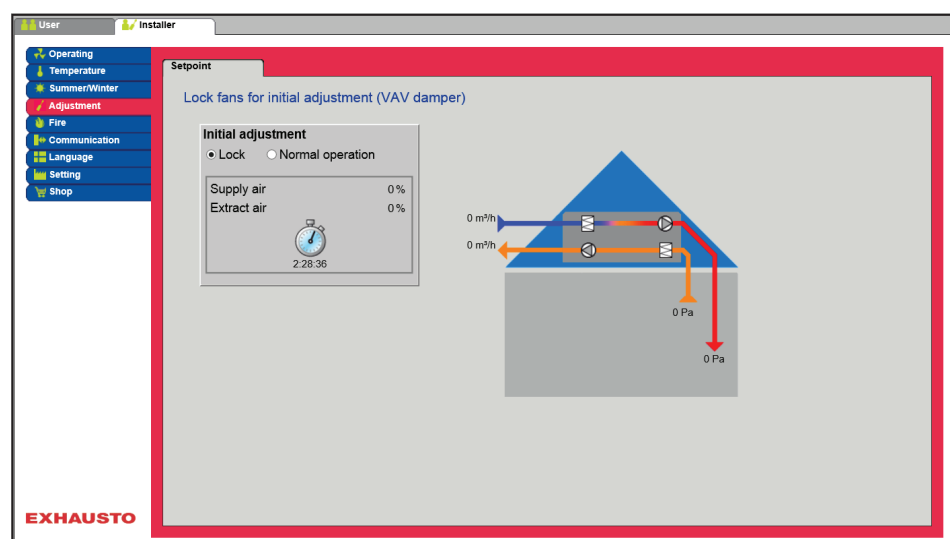 User
Installer
Operating
Temperature
Summer/Winter
Adjustment
Fire
Communication
Language
Setting
Shop
EXHAUSTO
Setpoint
Lock fans for initial adjustment (VAV damper)
Initial adjustment
Lock Normal operation
Supply air 0 %
Extract air 0 %
2:28:36
0 m³/h
0 m³/h
0 Pa
0 Pa